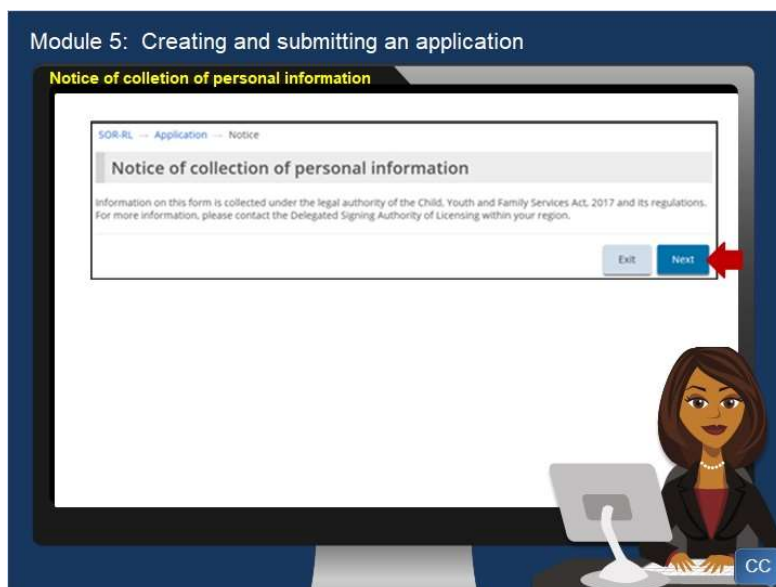 Module 5: Creating and submitting an application
Notice of colletion of personal information
SOR-RL → Application → Notice
Notice of collection of personal information
Information on this form is collected under the legal authority of the Child, Youth and Family Services Act, 2017 and its regulations.
For more information, please contact the Delegated Signing Authority of Licensing within your region.
Exit Next
CC